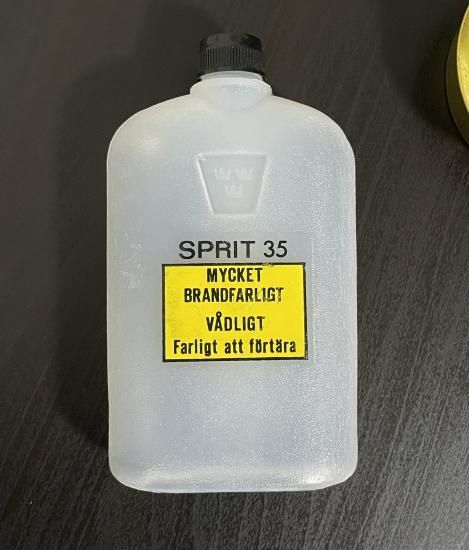 SPRIT 35
MYCKET
BRANDFARLIGT
VÅDLIGT
Farligt att förtära